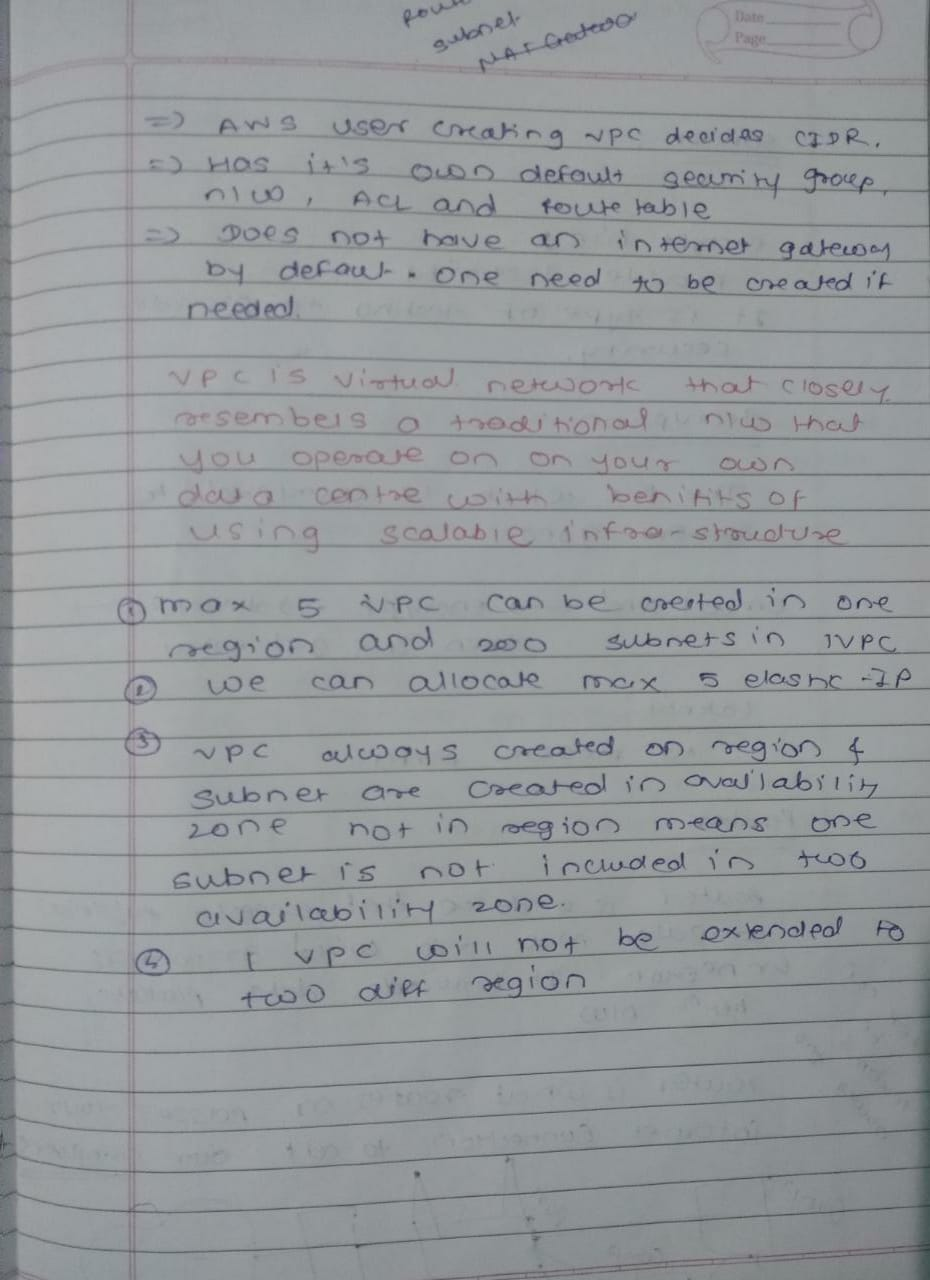 subnet
Date
Page
=> AWS user creating VPC decides CIDR.
=> Has it's own default security group,
n/w, ACL and route table
=> Does not have an internet gateway
by default. One need to be created if
needed.
VPC is virtual network that closely
resembels a traditional n/w that
you operate on on your own
data centre with benifits of
using scalable infra-structure
① max 5 VPC can be created in one
region and 200 subnets in 1VPC
② we can allocate max 5 elastic -IP
③ VPC always created on region &
subnet are created in availability
zone not in region means one
subnet is not included in two
availability zone.
④ 1 VPC will not be extended to
two diff region